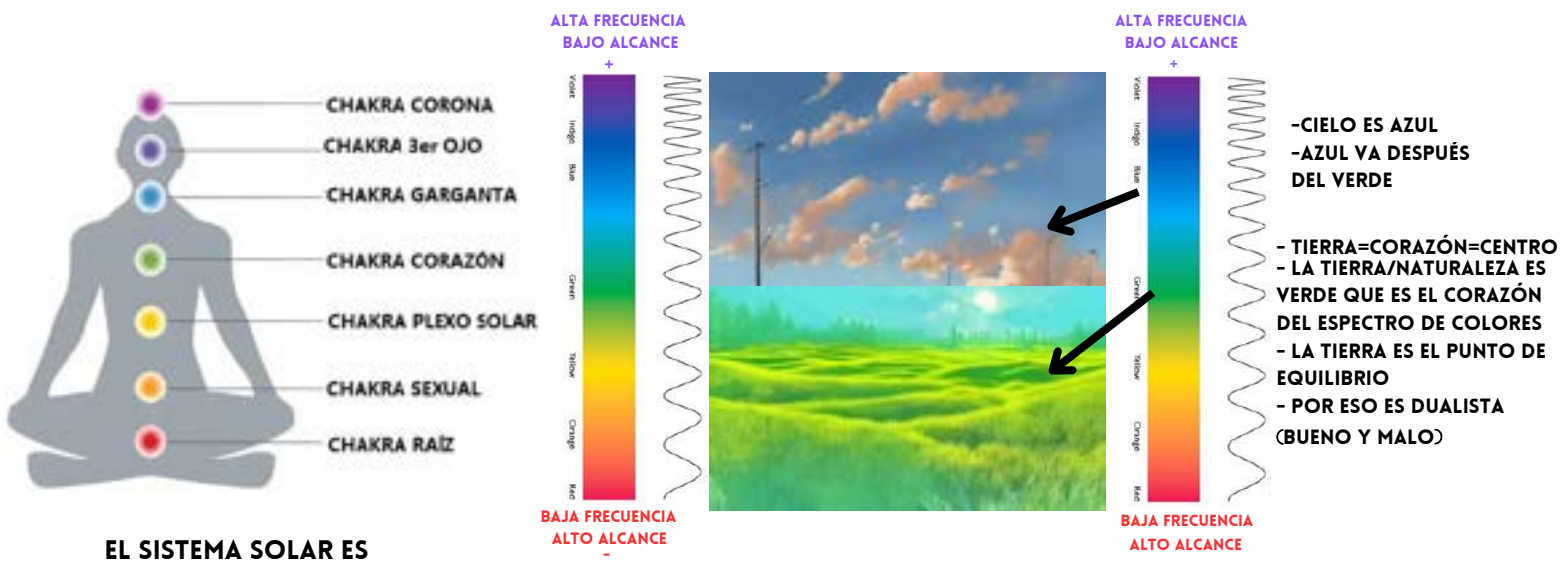 CHAKRA CORONA
CHAKRA 3er OJO
CHAKRA GARGANTA
CHAKRA CORAZÓN
CHAKRA PLEXO SOLAR
CHAKRA SEXUAL
CHAKRA RAÍZ
EL SISTEMA SOLAR ES
ALTA FRECUENCIA
BAJO ALCANCE
+
Violet
Indigo
Blue
Green
Yellow
Orange
Red
BAJA FRECUENCIA
ALTO ALCANCE
-
ALTA FRECUENCIA
BAJO ALCANCE
+
Violet
Indigo
Blue
Green
Yellow
Orange
Red
BAJA FRECUENCIA
ALTO ALCANCE
-CIELO ES AZUL
-AZUL VA DESPUÉS
DEL VERDE
- TIERRA=CORAZÓN=CENTRO
- LA TIERRA/NATURALEZA ES
VERDE QUE ES EL CORAZÓN
DEL ESPECTRO DE COLORES
- LA TIERRA ES EL PUNTO DE
EQUILIBRIO
- POR ESO ES DUALISTA
(BUENO Y MALO)